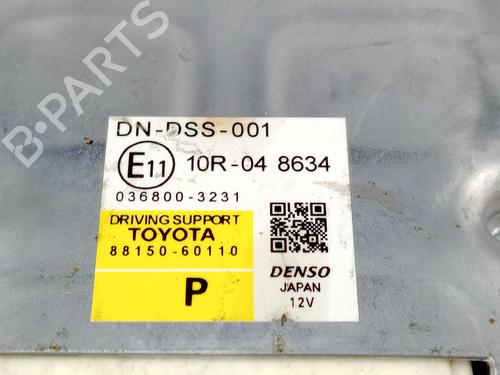 B-PARTS
DN-DSS-001
E11 10R-04 8634
036800-3231
DRIVING SUPPORT
TOYOTA
88150-60110
P
DENSO
JAPAN
12V